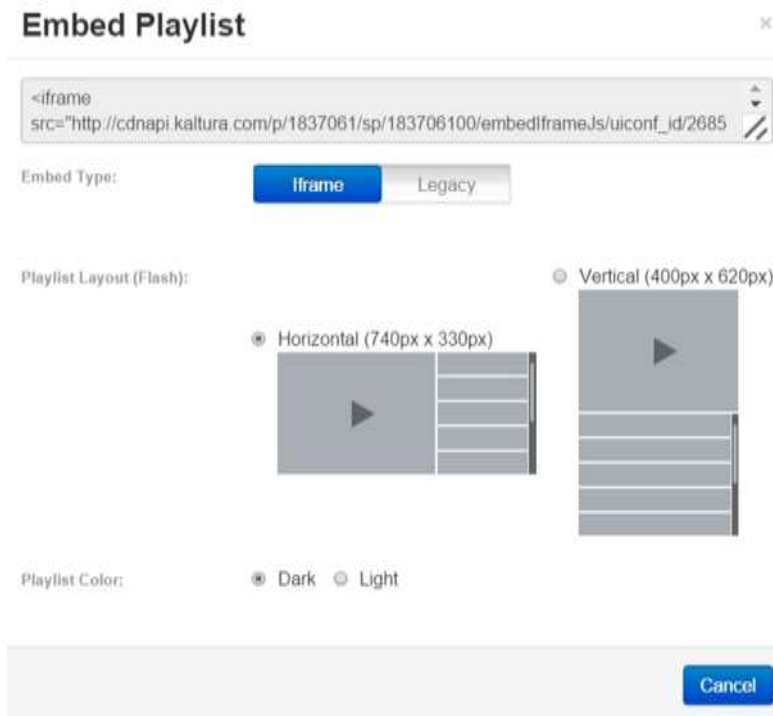 Embed Playlist
×
<iframe
src="http://cdnapi.kaltura.com/p/1837061/sp/183706100/embedIframeJs/uiconf_id/2685
Embed Type:
Iframe Legacy
Playlist Layout (Flash):
Vertical (400px x 620px)
Horizontal (740px x 330px)
Playlist Color:
Dark Light
Cancel